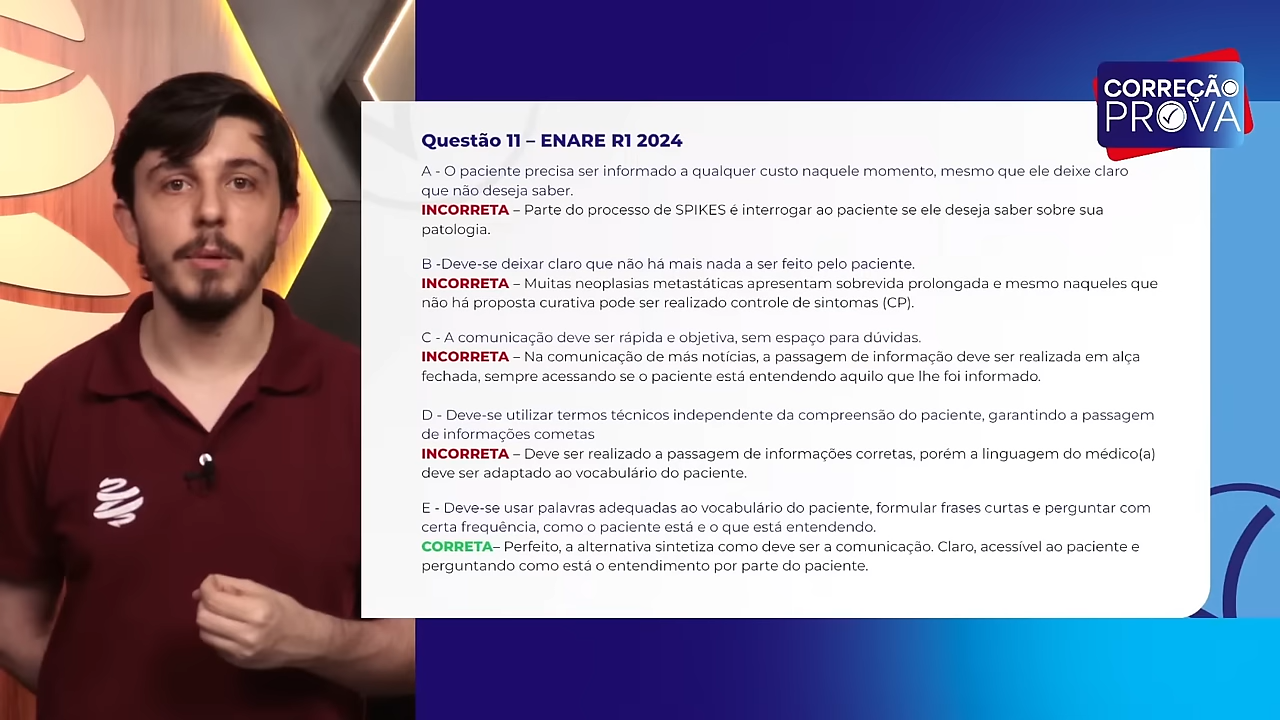 CORREÇÃO
PROVA
Questão 11 – ENARE R1 2024
A - O paciente precisa ser informado a qualquer custo naquele momento, mesmo que ele deixe claro
que não deseja saber.
INCORRETA – Parte do processo de SPIKES é interrogar ao paciente se ele deseja saber sobre sua
patologia.
B -Deve-se deixar claro que não há mais nada a ser feito pelo paciente.
INCORRETA – Muitas neoplasias metastáticas apresentam sobrevida prolongada e mesmo naqueles que
não há proposta curativa pode ser realizado controle de sintomas (CP).
C - A comunicação deve ser rápida e objetiva, sem espaço para dúvidas.
INCORRETA – Na comunicação de más notícias, a passagem de informação deve ser realizada em alça
fechada, sempre acessando se o paciente está entendendo aquilo que lhe foi informado.
D - Deve-se utilizar termos técnicos independente da compreensão do paciente, garantindo a passagem
de informações cometas
INCORRETA – Deve ser realizado a passagem de informações corretas, porém a linguagem do médico(a)
deve ser adaptado ao vocabulário do paciente.
E - Deve-se usar palavras adequadas ao vocabulário do paciente, formular frases curtas e perguntar com
certa frequência, como o paciente está e o que está entendendo.
CORRETA– Perfeito, a alternativa sintetiza como deve ser a comunicação. Claro, acessível ao paciente e
perguntando como está o entendimento por parte do paciente.